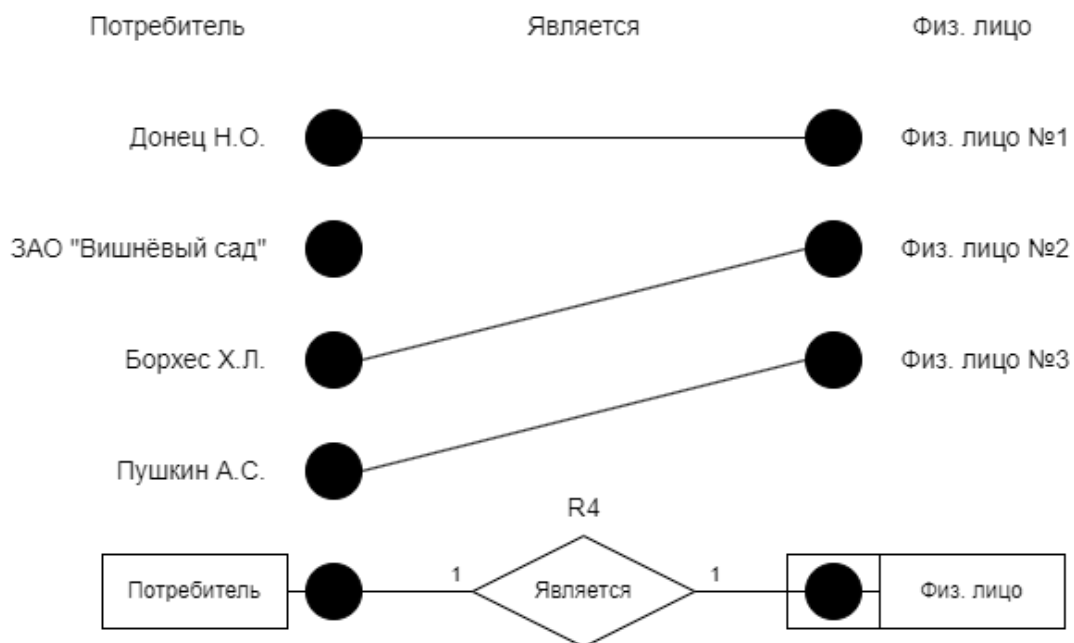 Потребитель Является Физ. лицо
Донец Н.О. Физ. лицо №1
ЗАО "Вишнёвый сад" Физ. лицо №2
Борхес Х.Л. Физ. лицо №3
Пушкин А.С.
R4
Потребитель 1 Является 1 Физ. лицо